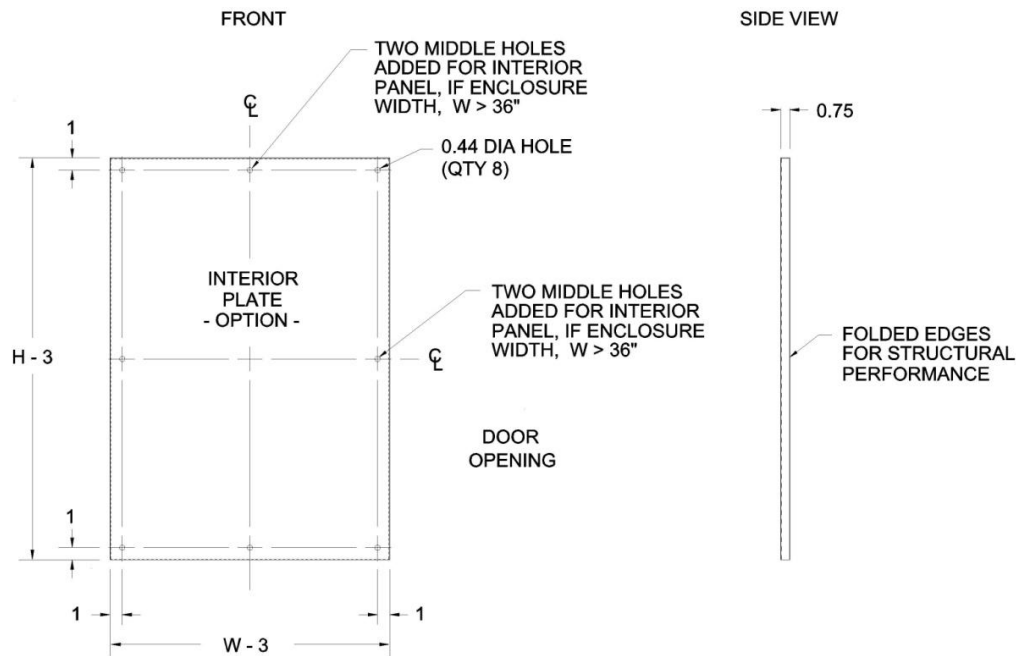 FRONT
SIDE VIEW
TWO MIDDLE HOLES
ADDED FOR INTERIOR
PANEL, IF ENCLOSURE
WIDTH, W > 36"
℄
1
0.75
0.44 DIA HOLE
(QTY 8)
INTERIOR
PLATE
- OPTION -
TWO MIDDLE HOLES
ADDED FOR INTERIOR
PANEL, IF ENCLOSURE
WIDTH, W > 36"
H - 3
℄
FOLDED EDGES
FOR STRUCTURAL
PERFORMANCE
DOOR
OPENING
1
1
1
W - 3